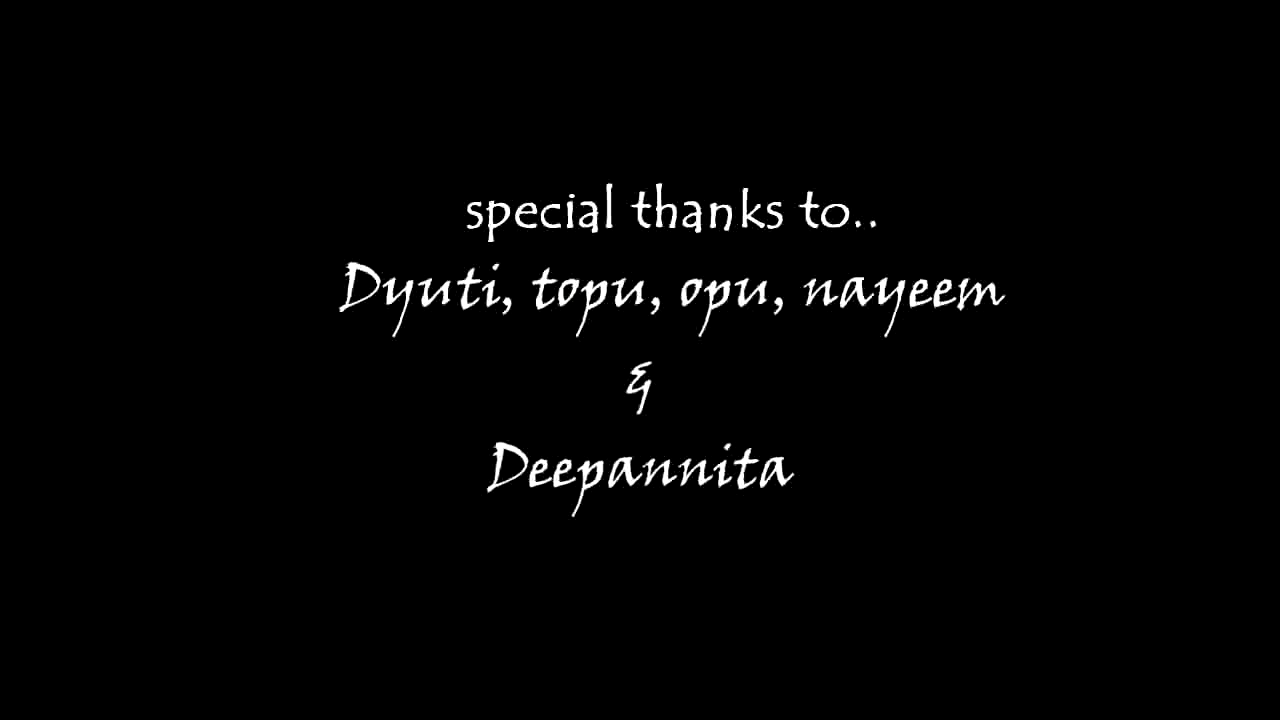 special thanks to..
Dyuti, topu, opu, nayeem
&
Deepannita